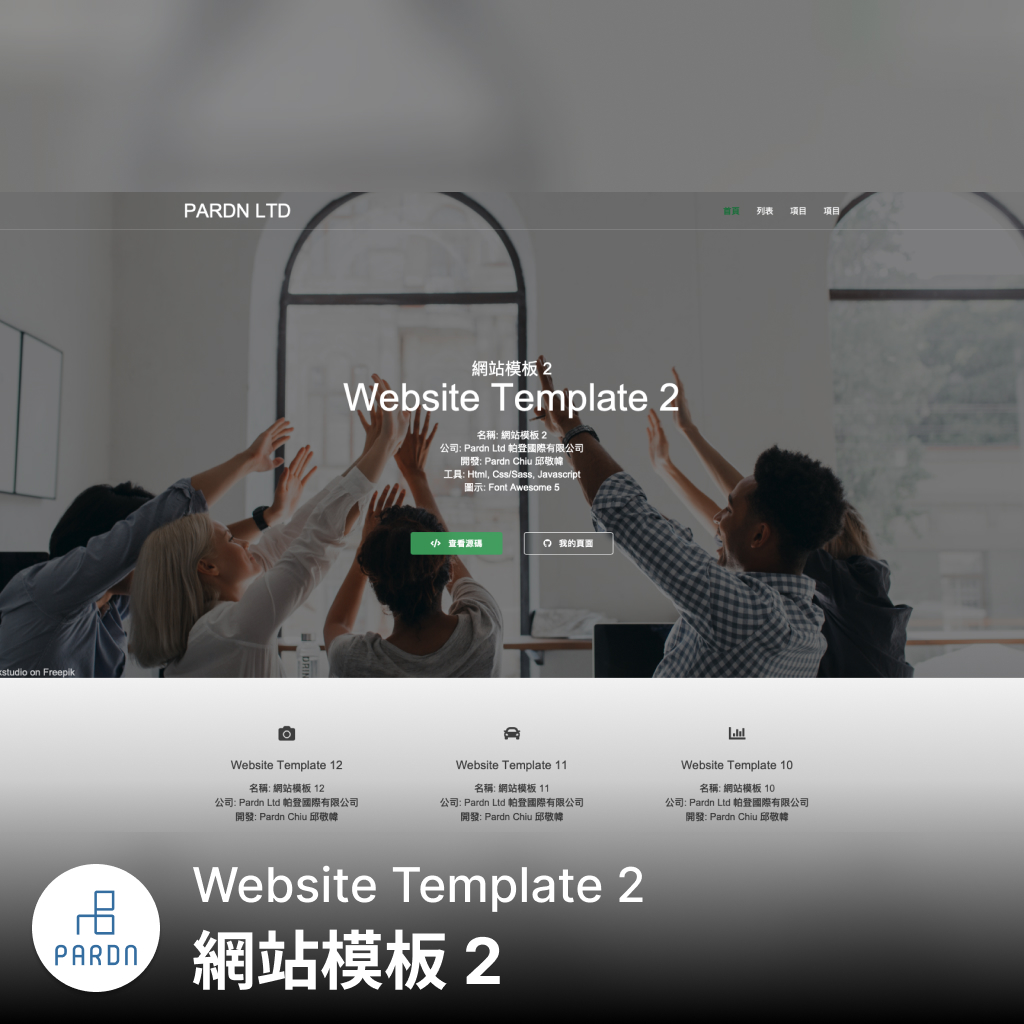 PARDN LTD
首頁 列表 項目 項目
網站模板 2
Website Template 2
名稱: 網站模板 2
公司: Pardn Ltd 帕登國際有限公司
開發: Pardn Chiu 邱敬幃
工具: Html, Css/Sass, Javascript
圖示: Font Awesome 5
查看源碼 我的頁面
studio on Freepik
Website Template 12
名稱: 網站模板 12
公司: Pardn Ltd 帕登國際有限公司
開發: Pardn Chiu 邱敬幃
Website Template 11
名稱: 網站模板 11
公司: Pardn Ltd 帕登國際有限公司
開發: Pardn Chiu 邱敬幃
Website Template 10
名稱: 網站模板 10
公司: Pardn Ltd 帕登國際有限公司
開發: Pardn Chiu 邱敬幃
PARDN
Website Template 2
網站模板 2